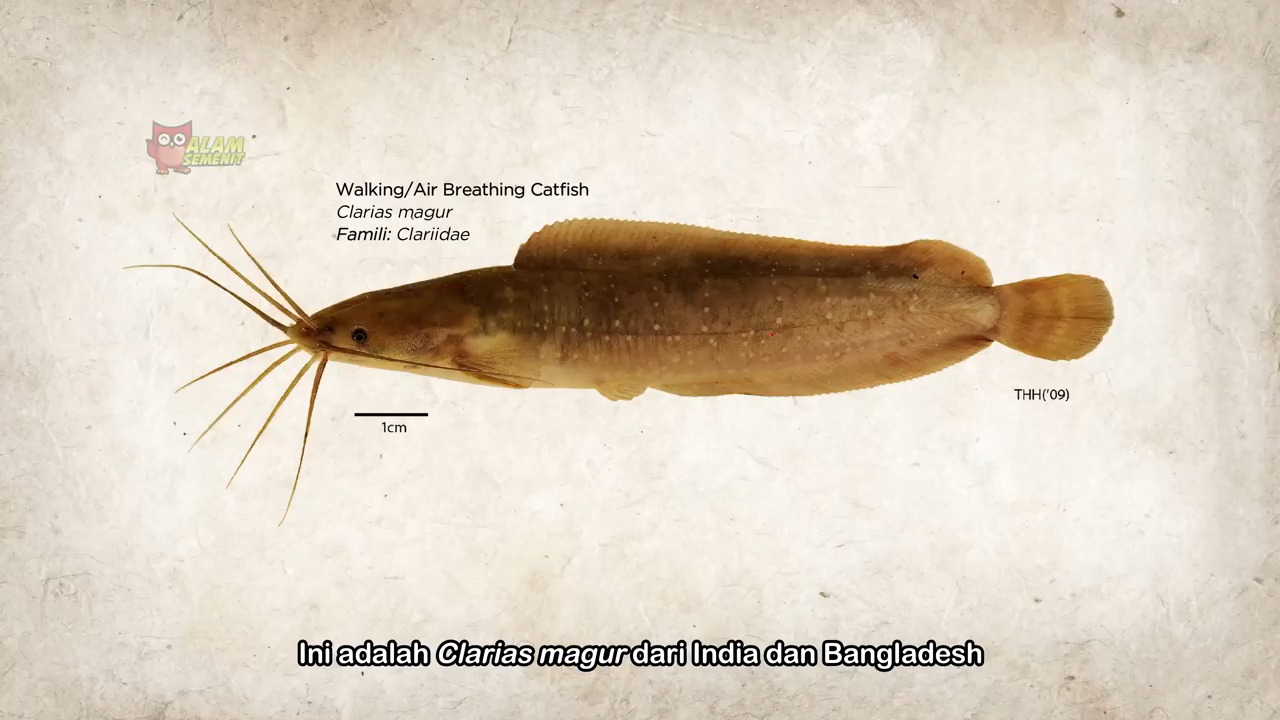 ALAM
SEMENIT
Walking/Air Breathing Catfish
Clarias magur
Famili: Clariidae
1cm
THH('09)
Ini adalah Clarias magur dari India dan Bangladesh